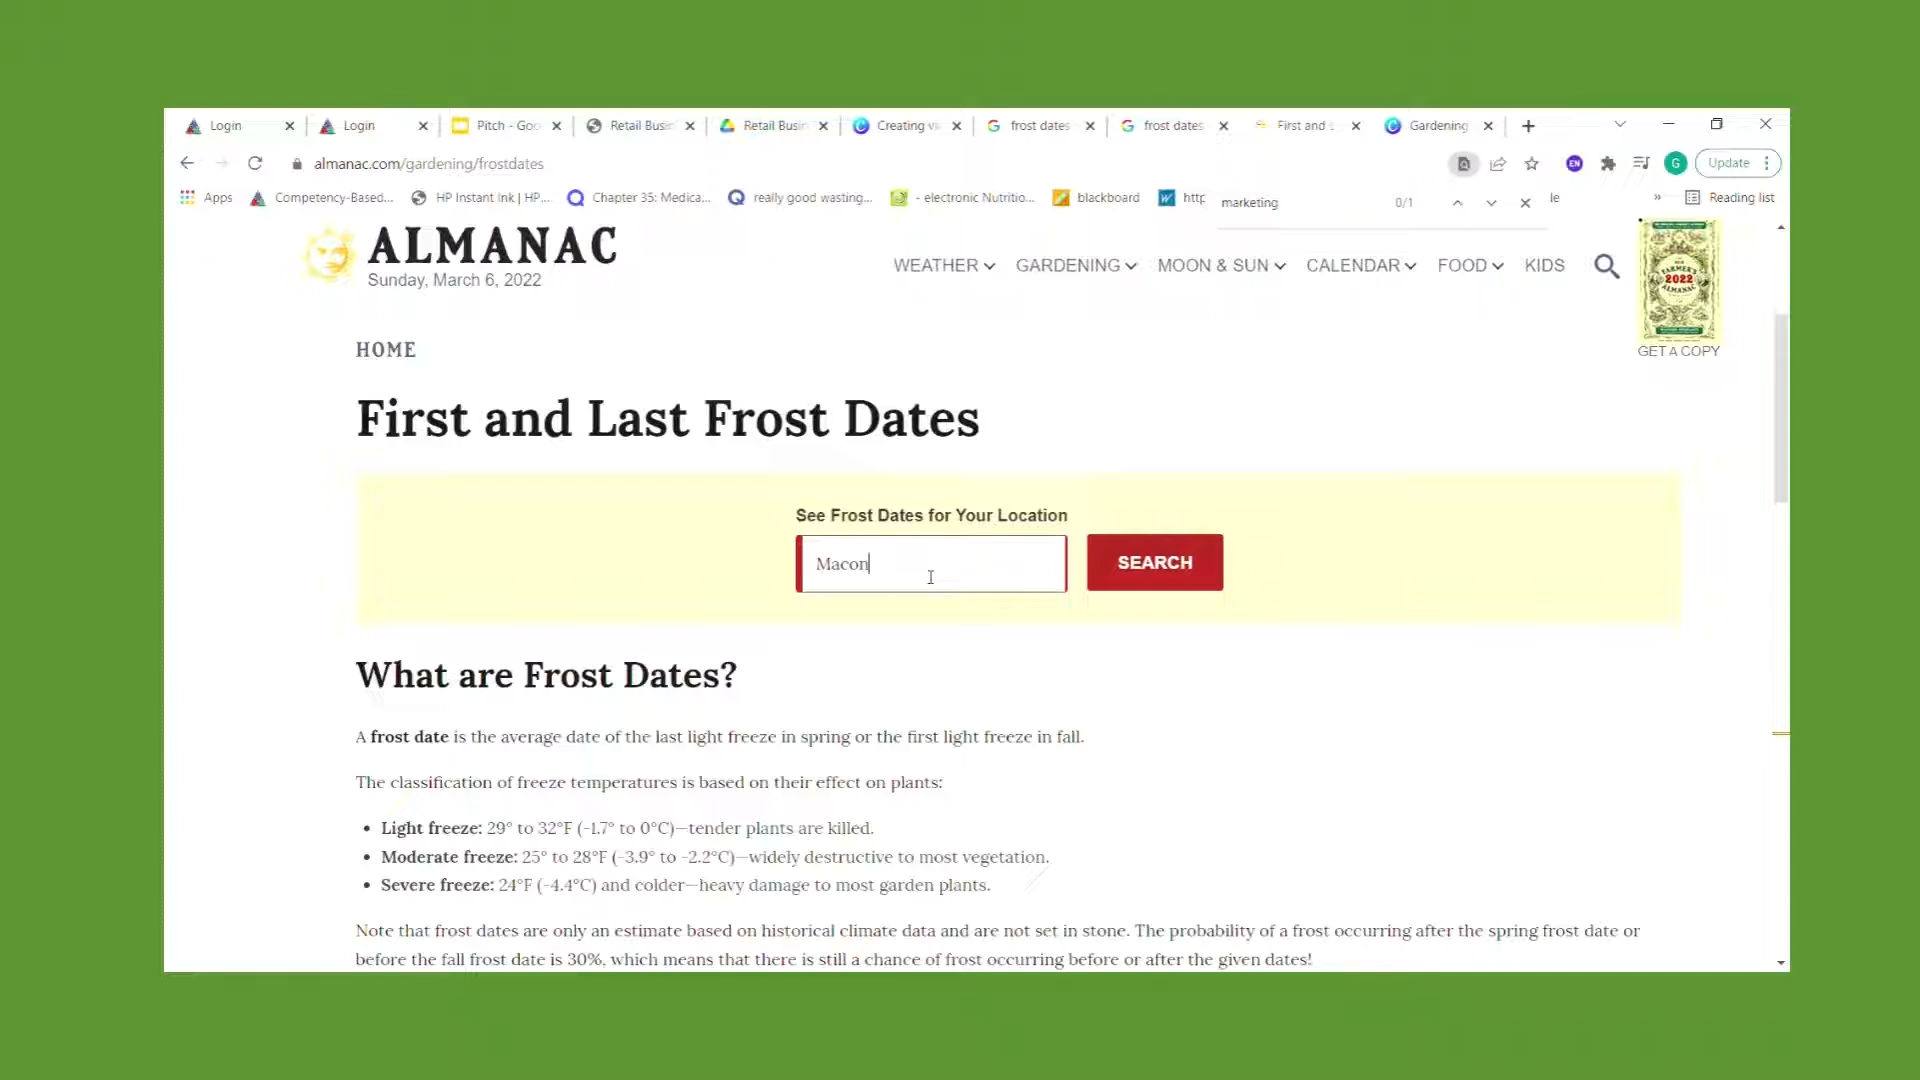 Login
Login
Pitch - Goo
Retail Busin
Retail Busin
Creating vi
frost dates
frost dates
First and L
Gardening
almanac.com/gardening/frostdates
EN
G
Update
Apps
Competency-Based...
HP Instant Ink | HP...
Chapter 35: Medica...
really good wasting...
- electronic Nutritio...
blackboard
http
marketing
0/1
le
»
Reading list
ALMANAC
Sunday, March 6, 2022
WEATHER
GARDENING
MOON & SUN
CALENDAR
FOOD
KIDS
FARMER'S
2022
ALMANAC
GET A COPY
HOME
First and Last Frost Dates
See Frost Dates for Your Location
Macon
SEARCH
What are Frost Dates?
A frost date is the average date of the last light freeze in spring or the first light freeze in fall.
The classification of freeze temperatures is based on their effect on plants:
• Light freeze: 29° to 32°F (-1.7° to 0°C)—tender plants are killed.
• Moderate freeze: 25° to 28°F (-3.9° to -2.2°C)—widely destructive to most vegetation.
• Severe freeze: 24°F (-4.4°C) and colder—heavy damage to most garden plants.
Note that frost dates are only an estimate based on historical climate data and are not set in stone. The probability of a frost occurring after the spring frost date or
before the fall frost date is 30%, which means that there is still a chance of frost occurring before or after the given dates!